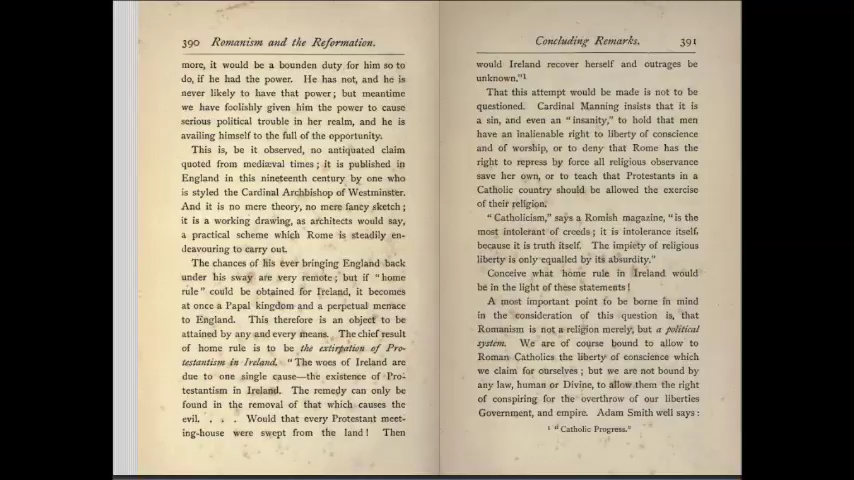 390 Romanism and the Reformation.
more, it would be a bounden duty for him so to
do, if he had the power. He has not, and he is
never likely to have that power; but meantime
we have foolishly given him the power to cause
serious political trouble in her realm, and he is
availing himself to the full of the opportunity.
This is, be it observed, no antiquated claim
quoted from mediæval times; it is published in
England in this nineteenth century by one who
is styled the Cardinal Archbishop of Westminster.
And it is no mere theory, no mere fancy sketch;
it is a working drawing, as architects would say,
a practical scheme which Rome is steadily en-
deavouring to carry out.
The chances of his ever bringing England back
under his sway are very remote; but if "home
rule" could be obtained for Ireland, it becomes
at once a Papal kingdom and a perpetual menace
to England. This therefore is an object to be
attained by any and every means. The chief result
of home rule is to be the extirpation of Pro-
testantism in Ireland. "The woes of Ireland are
due to one single cause—the existence of Pro-
testantism in Ireland. The remedy can only be
found in the removal of that which causes the
evil. . . . Would that every Protestant meet-
ing-house were swept from the land! Then
Concluding Remarks. 391
would Ireland recover herself and outrages be
unknown."1
That this attempt would be made is not to be
questioned. Cardinal Manning insists that it is
a sin, and even an "insanity," to hold that men
have an inalienable right to liberty of conscience
and of worship, or to deny that Rome has the
right to repress by force all religious observance
save her own, or to teach that Protestants in a
Catholic country should be allowed the exercise
of their religion.
"Catholicism," says a Romish magazine, "is the
most intolerant of creeds; it is intolerance itself,
because it is truth itself. The impiety of religious
liberty is only equalled by its absurdity."
Conceive what home rule in Ireland would
be in the light of these statements!
A most important point to be borne in mind
in the consideration of this question is, that
Romanism is not a religion merely, but a political
system. We are of course bound to allow to
Roman Catholics the liberty of conscience which
we claim for ourselves; but we are not bound by
any law, human or Divine, to allow them the right
of conspiring for the overthrow of our liberties
Government, and empire. Adam Smith well says:
1 "Catholic Progress."